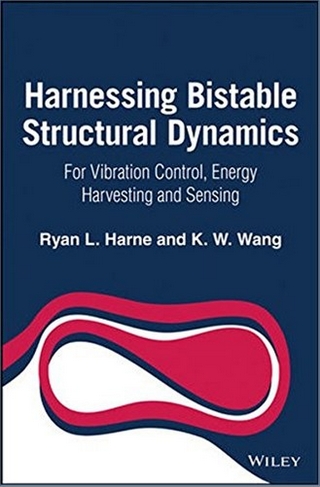 Harnessing Bistable
Structural Dynamics
For Vibration Control, Energy
Harvesting and Sensing
Ryan L. Harne and K. W. Wang
WILEY